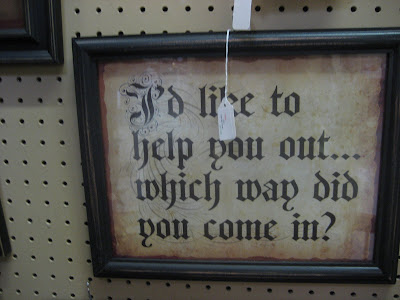 I'd like to
help you out....
which way did
you come in?